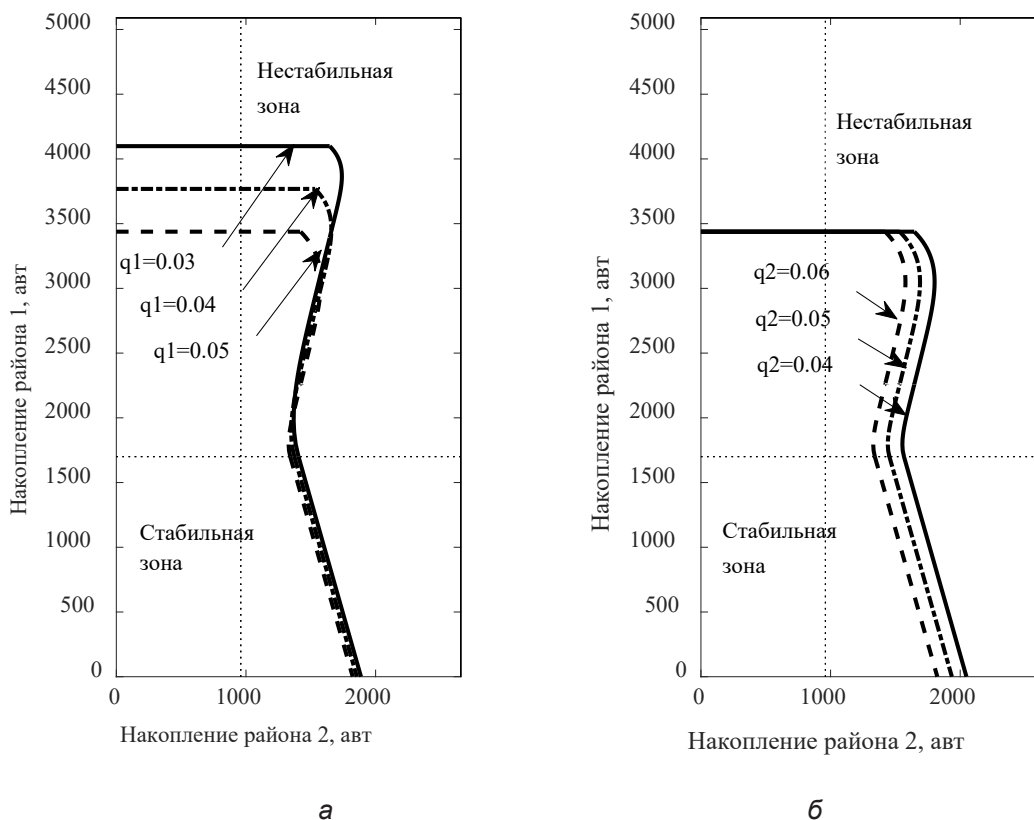 5000
4500
4000
3500
3000
2500
2000
1500
1000
500
0
0
1000
2000
Накопление района 1, авт
Накопление района 2, авт
Нестабильная
зона
q1=0.03
q1=0.04
q1=0.05
Стабильная
зона
а
5000
4500
4000
3500
3000
2500
2000
1500
1000
500
0
0
1000
2000
Накопление района 1, авт
Накопление района 2, авт
Нестабильная
зона
q2=0.06
q2=0.05
q2=0.04
Стабильная
зона
б